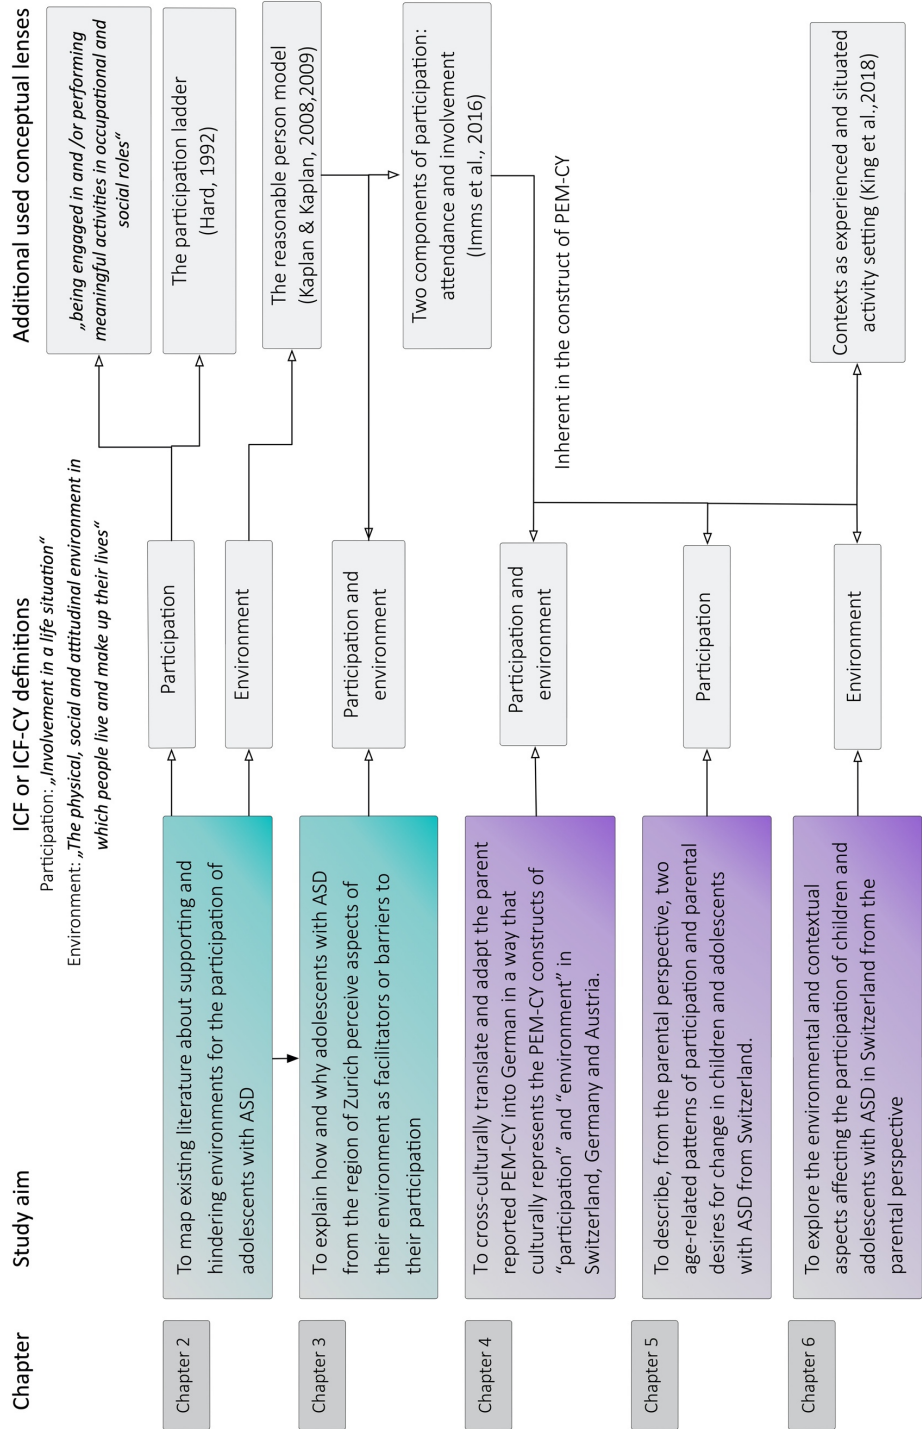 Chapter
Study aim
ICF or ICF-CY definitions
Participation: „Involvement in a life situation“
Environment: „The physical, social and attitudinal environment in
which people live and make up their lives“
Additional used conceptual lenses
Chapter 2
To map existing literature about supporting and
hindering environments for the participation of
adolescents with ASD
Participation
Environment
„being engaged in and /or performing
meaningful activities in occupational and
social roles“
The participation ladder
(Hard, 1992)
The reasonable person model
(Kaplan & Kaplan, 2008,2009)
Chapter 3
To explain how and why adolescents with ASD
from the region of Zurich perceive aspects of
their environment as facilitators or barriers to
their participation
Participation and
environment
Two components of participation:
attendance and involvement
(Imms et al., 2016)
Chapter 4
To cross-culturally translate and adapt the parent
reported PEM-CY into German in a way that
culturally represents the PEM-CY constructs of
“participation” and “environment” in
Switzerland, Germany and Austria.
Participation and
environment
Inherent in the construct of PEM-CY
Chapter 5
To describe, from the parental perspective, two
age-related patterns of participation and parental
desires for change in children and adolescents
with ASD from Switzerland.
Participation
Chapter 6
To explore the environmental and contextual
aspects affecting the participation of children and
adolescents with ASD in Switzerland from the
parental perspective
Environment
Contexts as experienced and situated
activity setting (King et al.,2018)